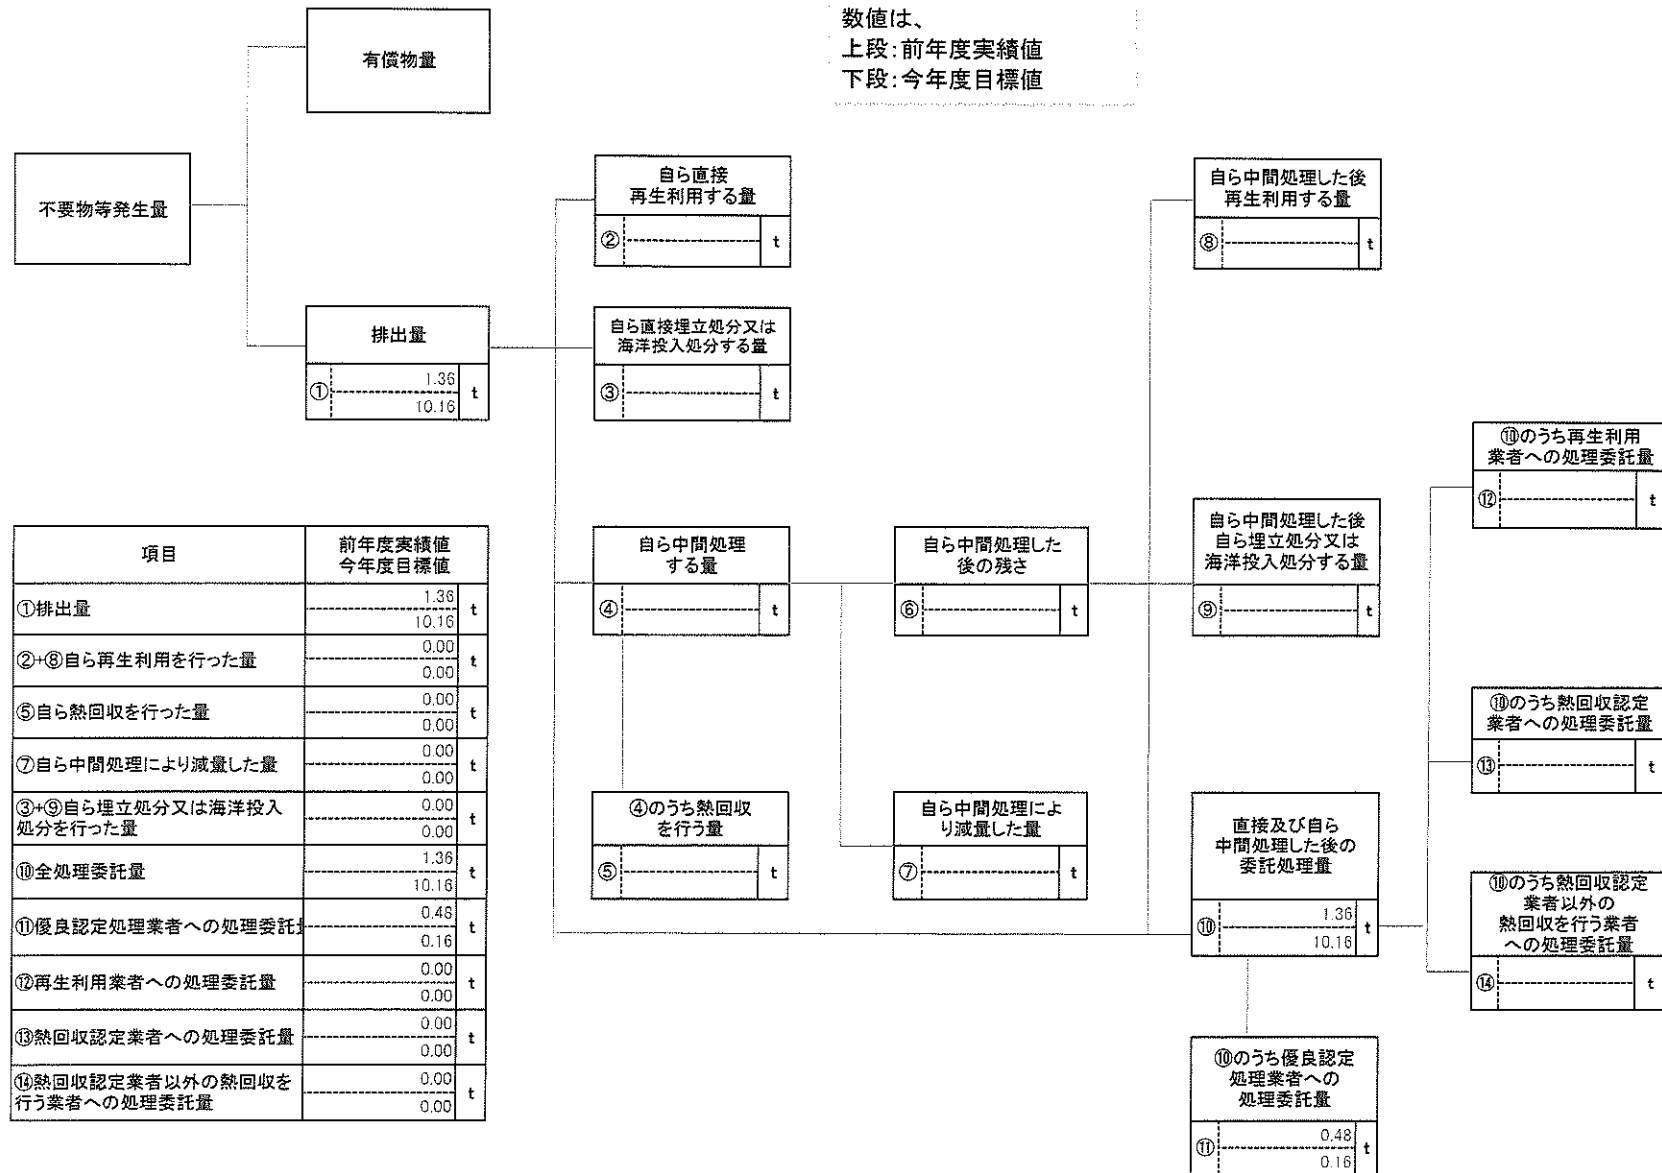 数値は、
上段:前年度実績値
下段:今年度目標値
有償物量
不要物等発生量
排出量
① 1.36 t
10.16
自ら直接
再生利用する量
② t
自ら直接埋立処分又は
海洋投入処分する量
③ t
自ら中間処理
する量
④ t
④のうち熱回収
を行う量
⑤ t
自ら中間処理した
後の残さ
⑥ t
自ら中間処理によ
り減量した量
⑦ t
自ら中間処理した後
再生利用する量
⑧ t
自ら中間処理した後
自ら埋立処分又は
海洋投入処分する量
⑨ t
直接及び自ら
中間処理した後の
委託処理量
⑩ 1.36 t
10.16
⑩のうち優良認定
処理業者への
処理委託量
⑪ 0.48 t
0.16
⑩のうち再生利用
業者への処理委託量
⑫ t
⑩のうち熱回収認定
業者への処理委託量
⑬ t
⑩のうち熱回収認定
業者以外の
熱回収を行う業者
への処理委託量
⑭ t
項目 前年度実績値
今年度目標値
①排出量 1.36 t
10.16
②+⑧自ら再生利用を行った量 0.00 t
0.00
⑤自ら熱回収を行った量 0.00 t
0.00
⑦自ら中間処理により減量した量 0.00 t
0.00
③+⑨自ら埋立処分又は海洋投入
処分を行った量 0.00 t
0.00
⑩全処理委託量 1.36 t
10.16
⑪優良認定処理業者への処理委託 0.48 t
0.16
⑫再生利用業者への処理委託量 0.00 t
0.00
⑬熱回収認定業者への処理委託量 0.00 t
0.00
⑭熱回収認定業者以外の熱回収を
行う業者への処理委託量 0.00 t
0.00